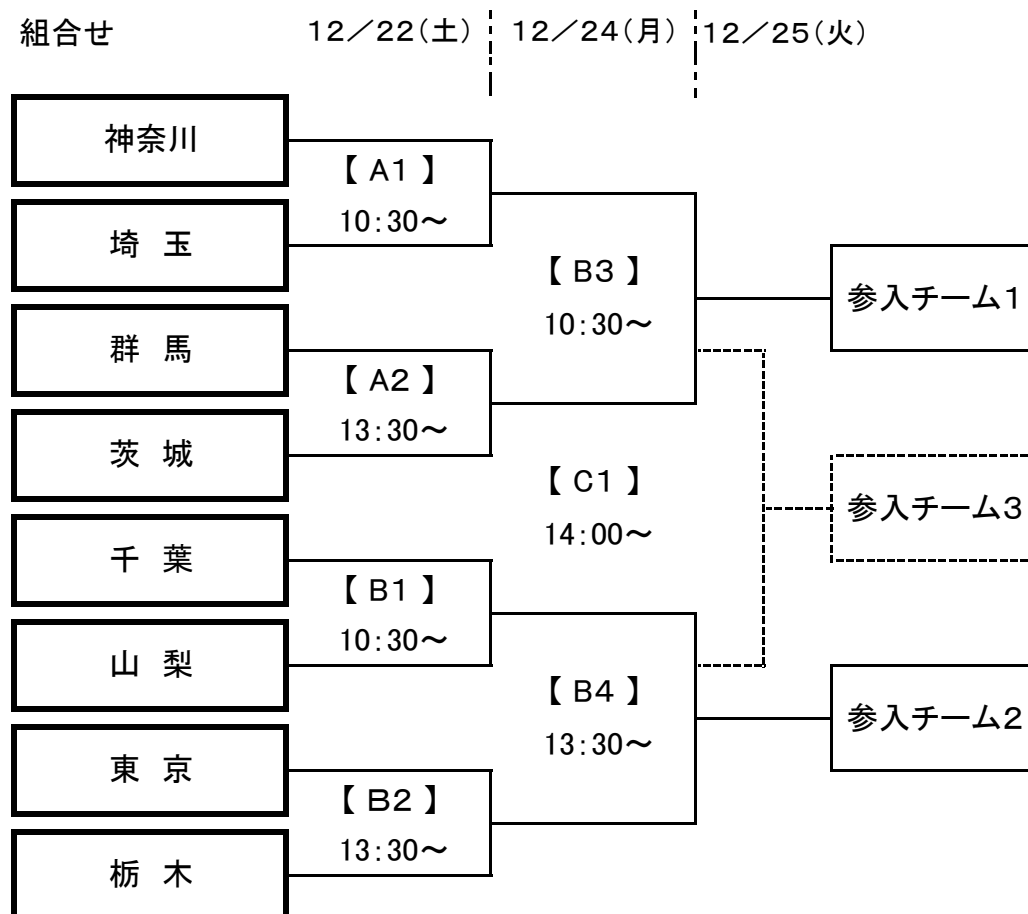 組合せ
12／22(土)
12／24(月)
12／25(火)
神奈川
【 A1 】
10:30～
埼 玉
【 B3 】
10:30～
参入チーム1
群 馬
【 A2 】
13:30～
茨 城
【 C1 】
14:00～
参入チーム3
千 葉
【 B1 】
10:30～
山 梨
【 B4 】
13:30～
参入チーム2
東 京
【 B2 】
13:30～
栃 木